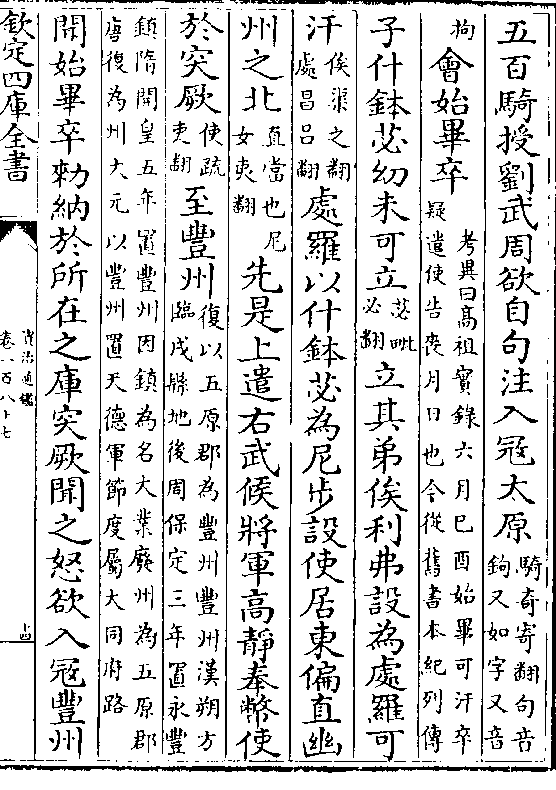 五百騎授劉武周欲自句注入寇太原騎奇寄翻句音鉤又如字又音
拘會始畢卒考異曰髙祖實錄六月巳酉始畢可汗卒疑遣使告喪月日也今從舊書本紀列傳
子什鉢苾幼未可立苾毗必翻立其弟俟利弗設為處羅可
汗俟渠之翻處昌呂翻處羅以什鉢苾為尼步設使居東偏直幽
州之北直當也尼女夷翻先是上遣右武候將軍高靜奉幣使
於突厥使疏吏翻至豐州復以五原郡為豐州豐州漢朔方臨戎縣地後周保定三年置永豐
鎮隋開皇五年置豐州因鎮為名大業廢州為五原郡唐復為州大元以豐州置天德軍節度屬大同府路
聞始畢卒勅納於所在之庫突厥聞之怒欲入寇豐州
欽定四庫全書
資治通鑑
卷一百八十七
十四